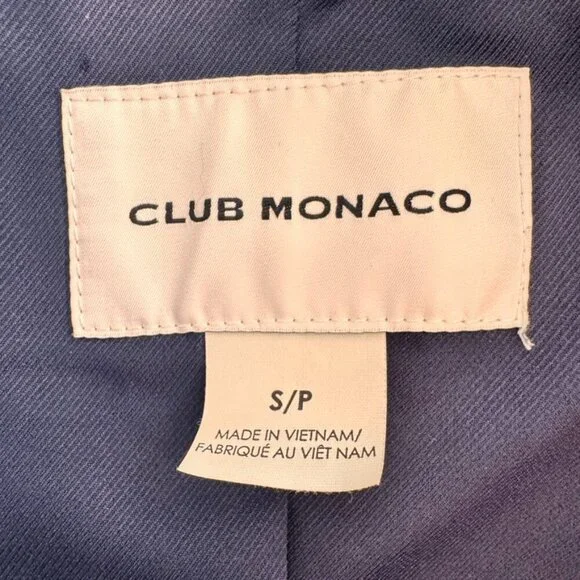 CLUB MONACO
S/P
MADE IN VIETNAM/
FABRIQUÉ AU VIÊT NAM